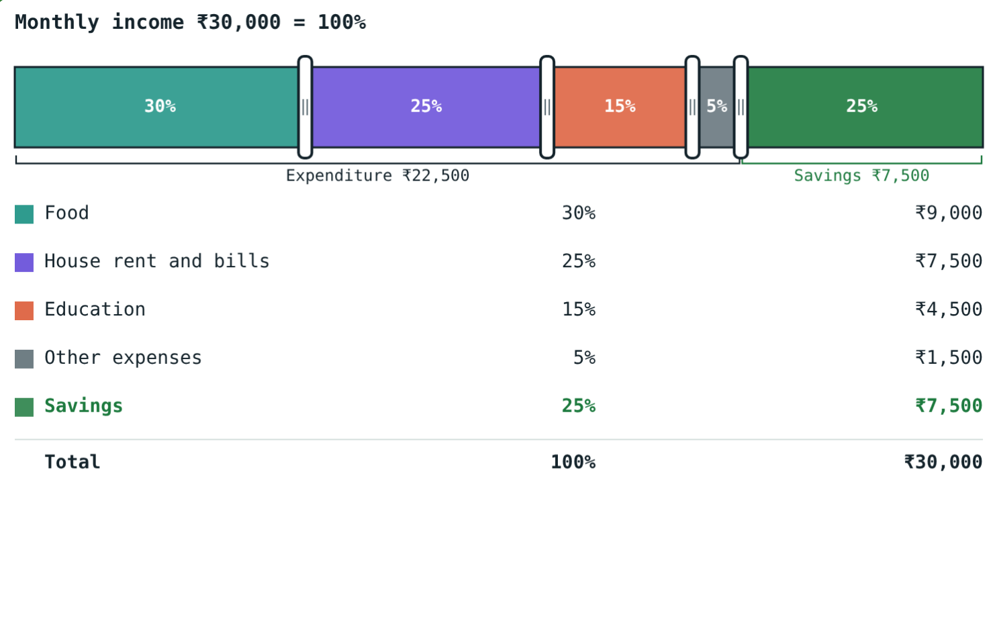 Monthly income ₹30,000 = 100%
30% 25% 15% 5% 25%
Expenditure ₹22,500 Savings ₹7,500
Food 30% ₹9,000
House rent and bills 25% ₹7,500
Education 15% ₹4,500
Other expenses 5% ₹1,500
Savings 25% ₹7,500
Total 100% ₹30,000